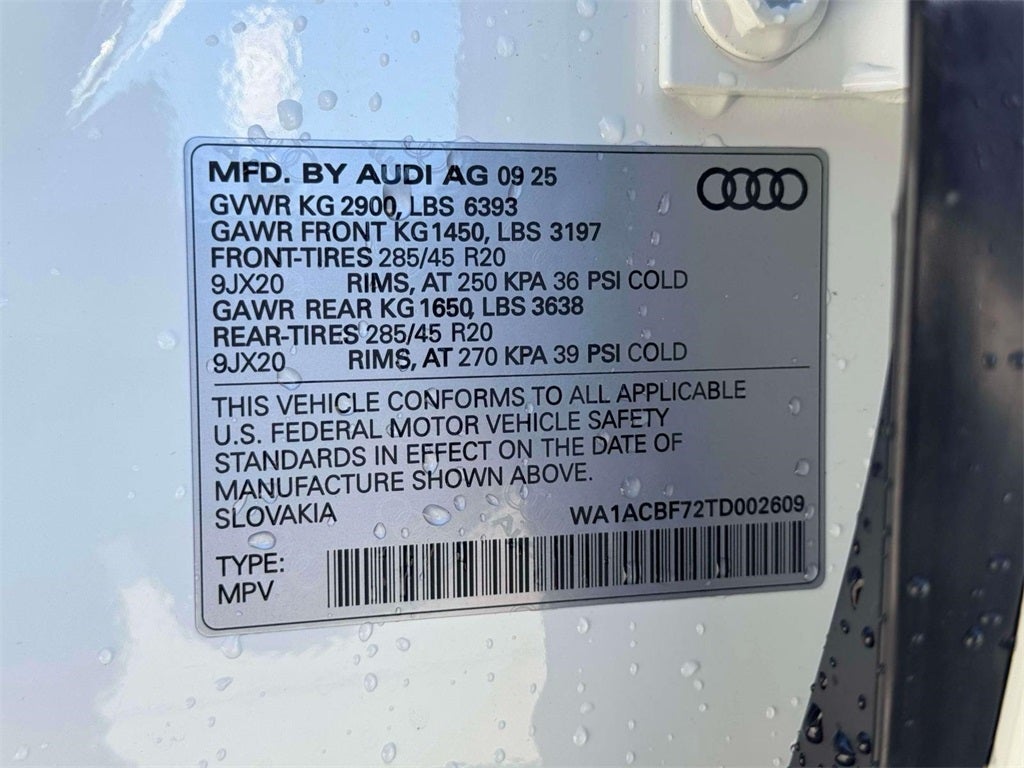 MFD. BY AUDI AG 09 25
GVWR KG 2900, LBS 6393
GAWR FRONT KG1450, LBS 3197
FRONT-TIRES 285/45 R20
9JX20 RIMS, AT 250 KPA 36 PSI COLD
GAWR REAR KG1650, LBS 3638
REAR-TIRES 285/45 R20
9JX20 RIMS, AT 270 KPA 39 PSI COLD
THIS VEHICLE CONFORMS TO ALL APPLICABLE
U.S. FEDERAL MOTOR VEHICLE SAFETY
STANDARDS IN EFFECT ON THE DATE OF
MANUFACTURE SHOWN ABOVE.
SLOVAKIA WA1ACBF72TD002609
TYPE:
MPV